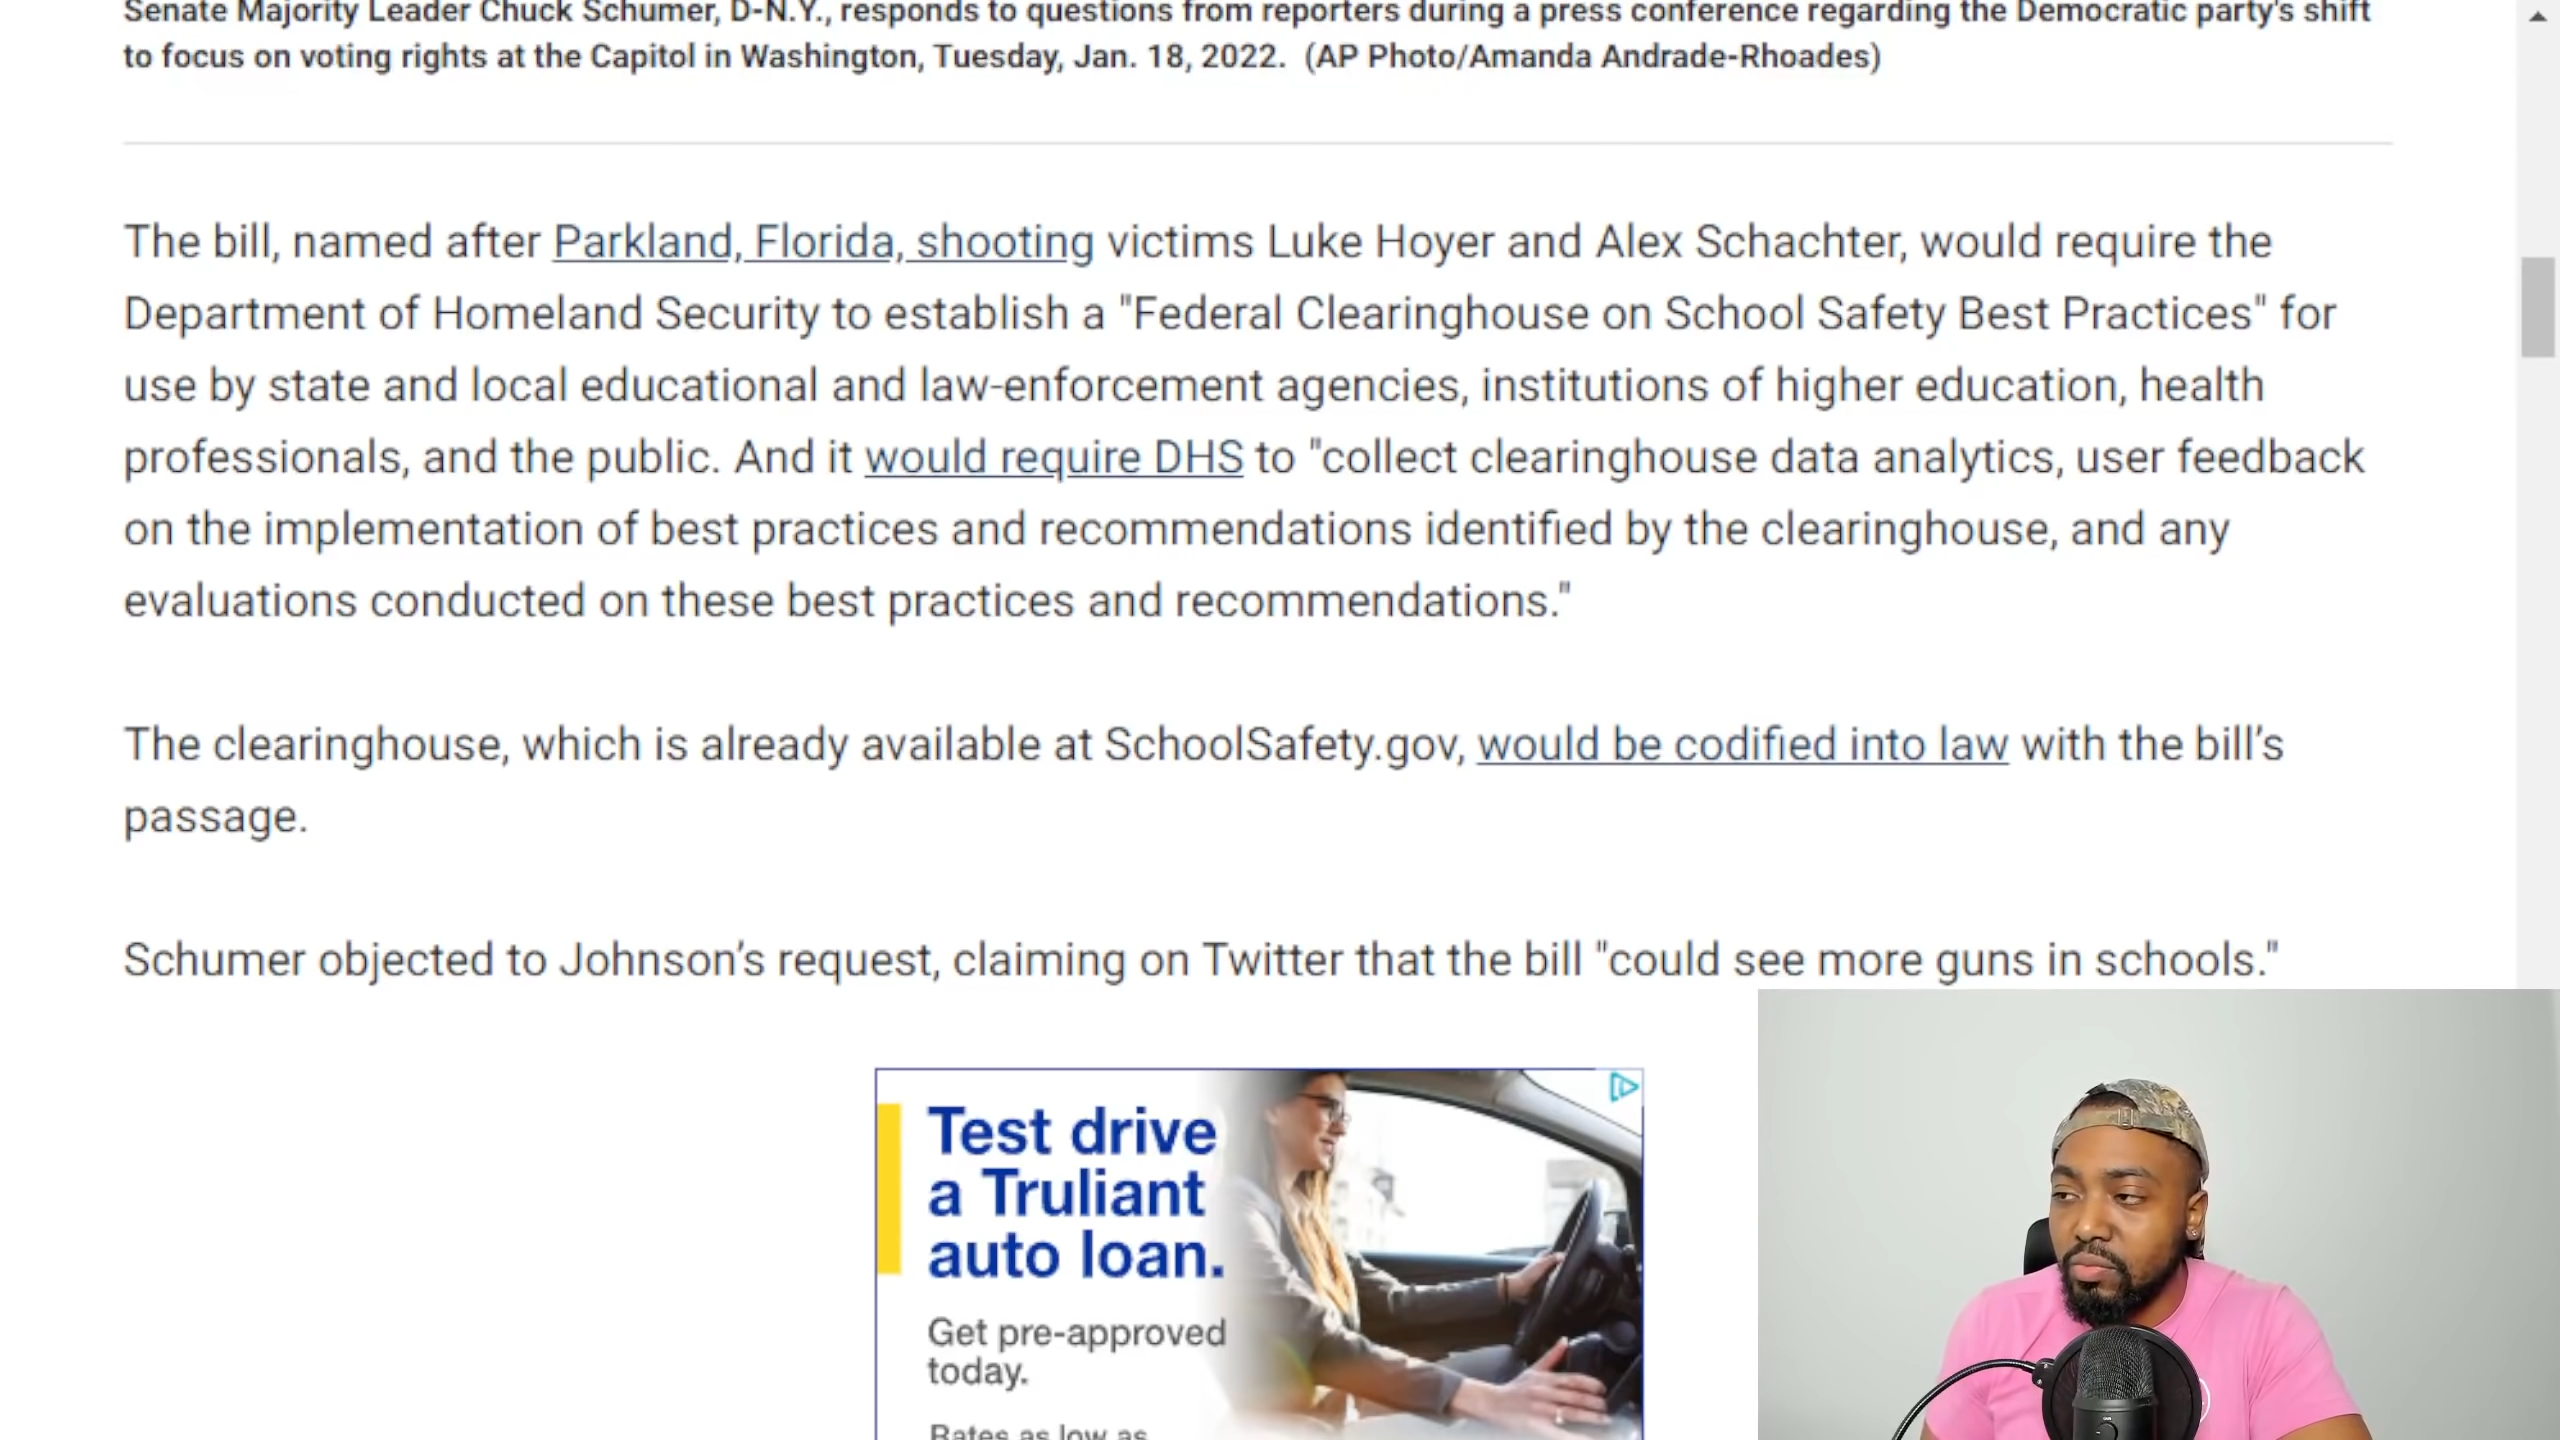 Senate Majority Leader Chuck Schumer, D-N.Y., responds to questions from reporters during a press conference regarding the Democratic party's shift
to focus on voting rights at the Capitol in Washington, Tuesday, Jan. 18, 2022.  (AP Photo/Amanda Andrade-Rhoades)
The bill, named after Parkland, Florida, shooting victims Luke Hoyer and Alex Schachter, would require the
Department of Homeland Security to establish a "Federal Clearinghouse on School Safety Best Practices" for
use by state and local educational and law-enforcement agencies, institutions of higher education, health
professionals, and the public. And it would require DHS to "collect clearinghouse data analytics, user feedback
on the implementation of best practices and recommendations identified by the clearinghouse, and any
evaluations conducted on these best practices and recommendations."
The clearinghouse, which is already available at SchoolSafety.gov, would be codified into law with the bill's
passage.
Schumer objected to Johnson's request, claiming on Twitter that the bill "could see more guns in schools."
Test drive
a Truliant
auto loan.
Get pre-approved
today.
Rates as low as